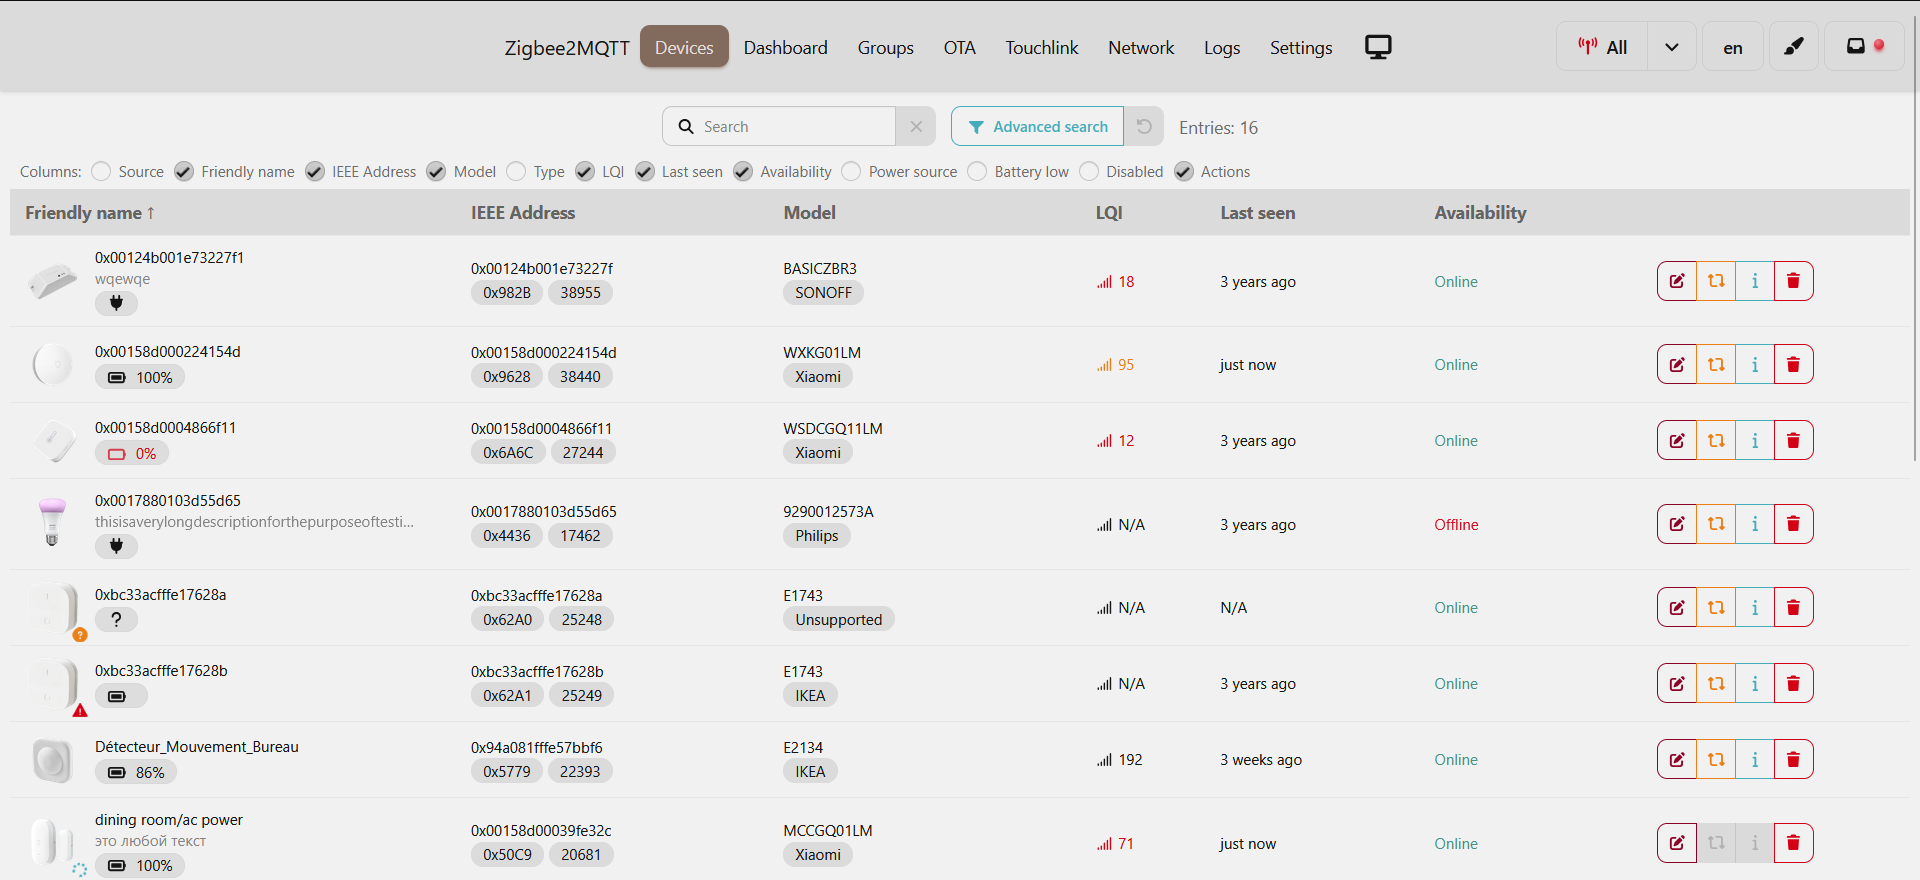 Zigbee2MQTT Devices Dashboard Groups OTA Touchlink Network Logs Settings All en
Search Advanced search Entries: 16
Columns: Source Friendly name IEEE Address Model Type LQI Last seen Availability Power source Battery low Disabled Actions
Friendly name ↑ IEEE Address Model LQI Last seen Availability
0x00124b001e73227f1
wqewqe
0x00124b001e73227f
0x982B 38955
BASICZBR3
SONOFF
18 3 years ago Online
0x00158d000224154d
100%
0x00158d000224154d
0x9628 38440
WXKG01LM
Xiaomi
95 just now Online
0x00158d0004866f11
0%
0x00158d0004866f11
0x6A6C 27244
WSDCGQ11LM
Xiaomi
12 3 years ago Online
0x0017880103d55d65
thisisaverylongdescriptionforthepurposeoftesti...
0x0017880103d55d65
0x4436 17462
9290012573A
Philips
N/A 3 years ago Offline
0xbc33acfffe17628a
?
0xbc33acfffe17628a
0x62A0 25248
E1743
Unsupported
N/A N/A Online
0xbc33acfffe17628b
0xbc33acfffe17628b
0x62A1 25249
E1743
IKEA
N/A 3 years ago Online
Détecteur_Mouvement_Bureau
86%
0x94a081fffe57bbf6
0x5779 22393
E2134
IKEA
192 3 weeks ago Online
dining room/ac power
это любой текст
100%
0x00158d00039fe32c
0x50C9 20681
MCCGQ01LM
Xiaomi
71 just now Online